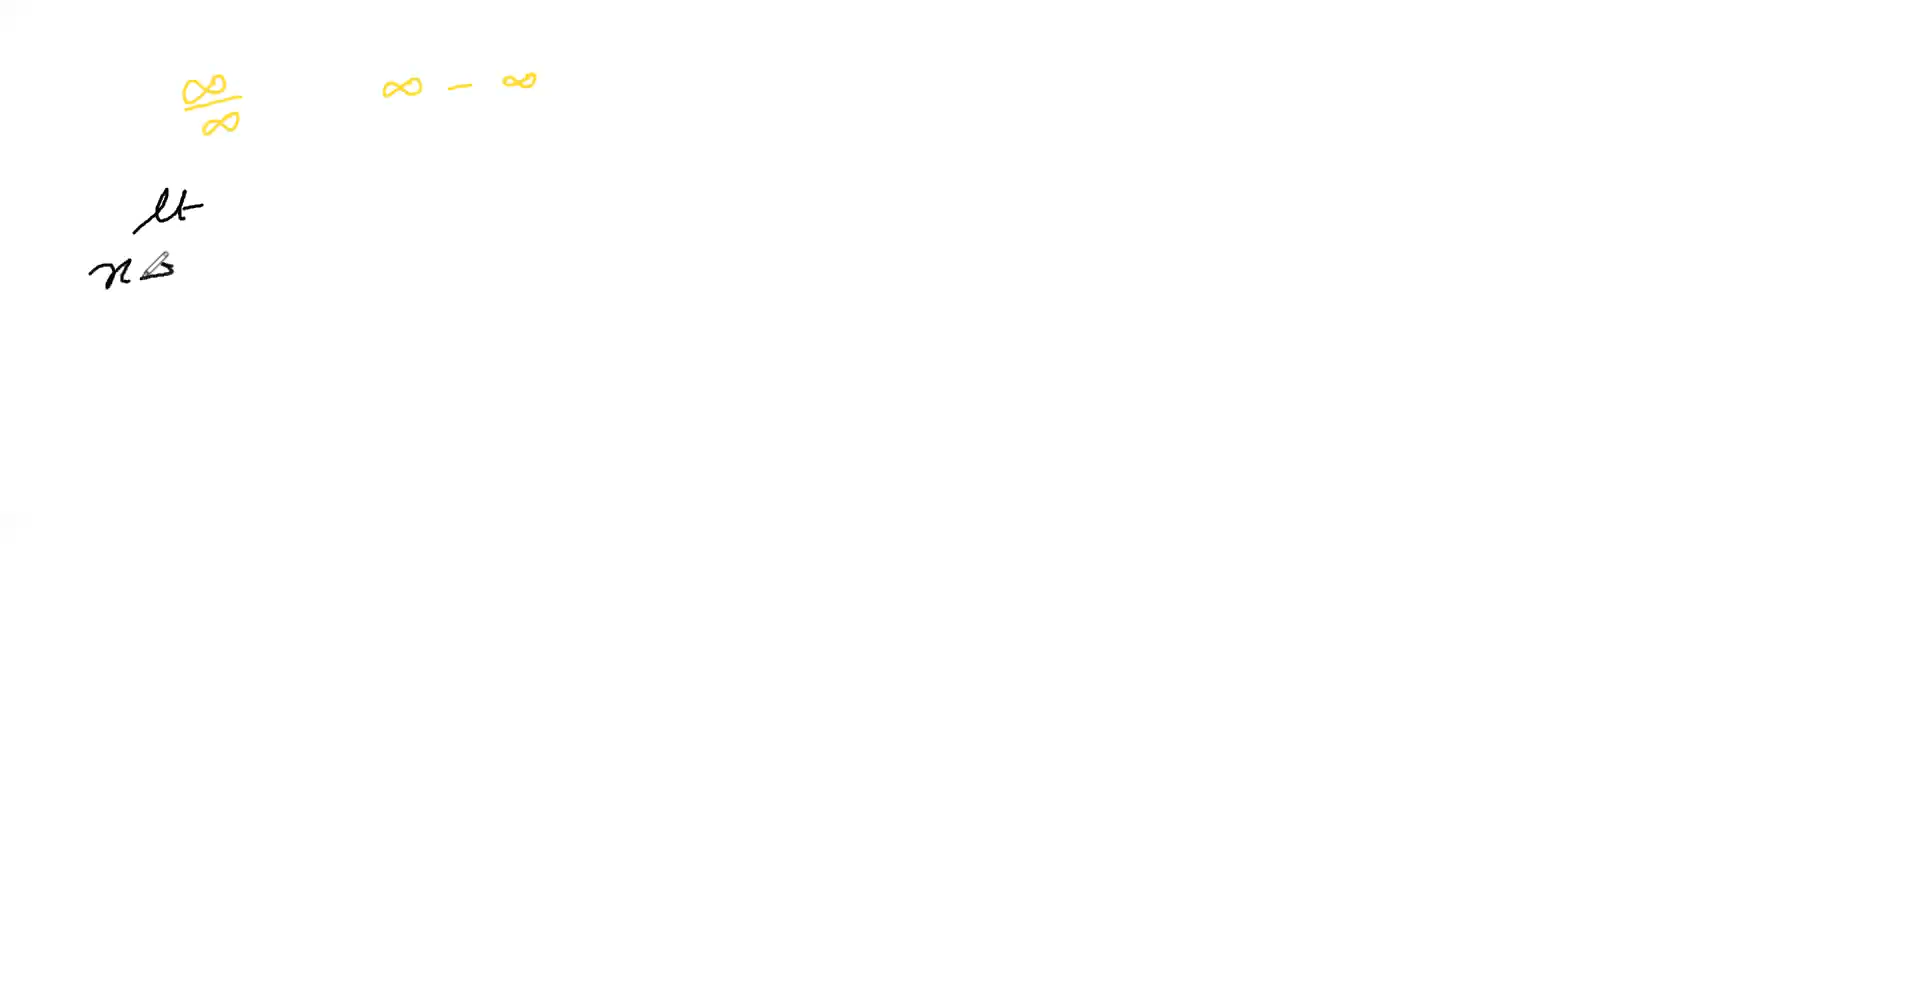 ∞/∞ ∞ - ∞
lt
x →